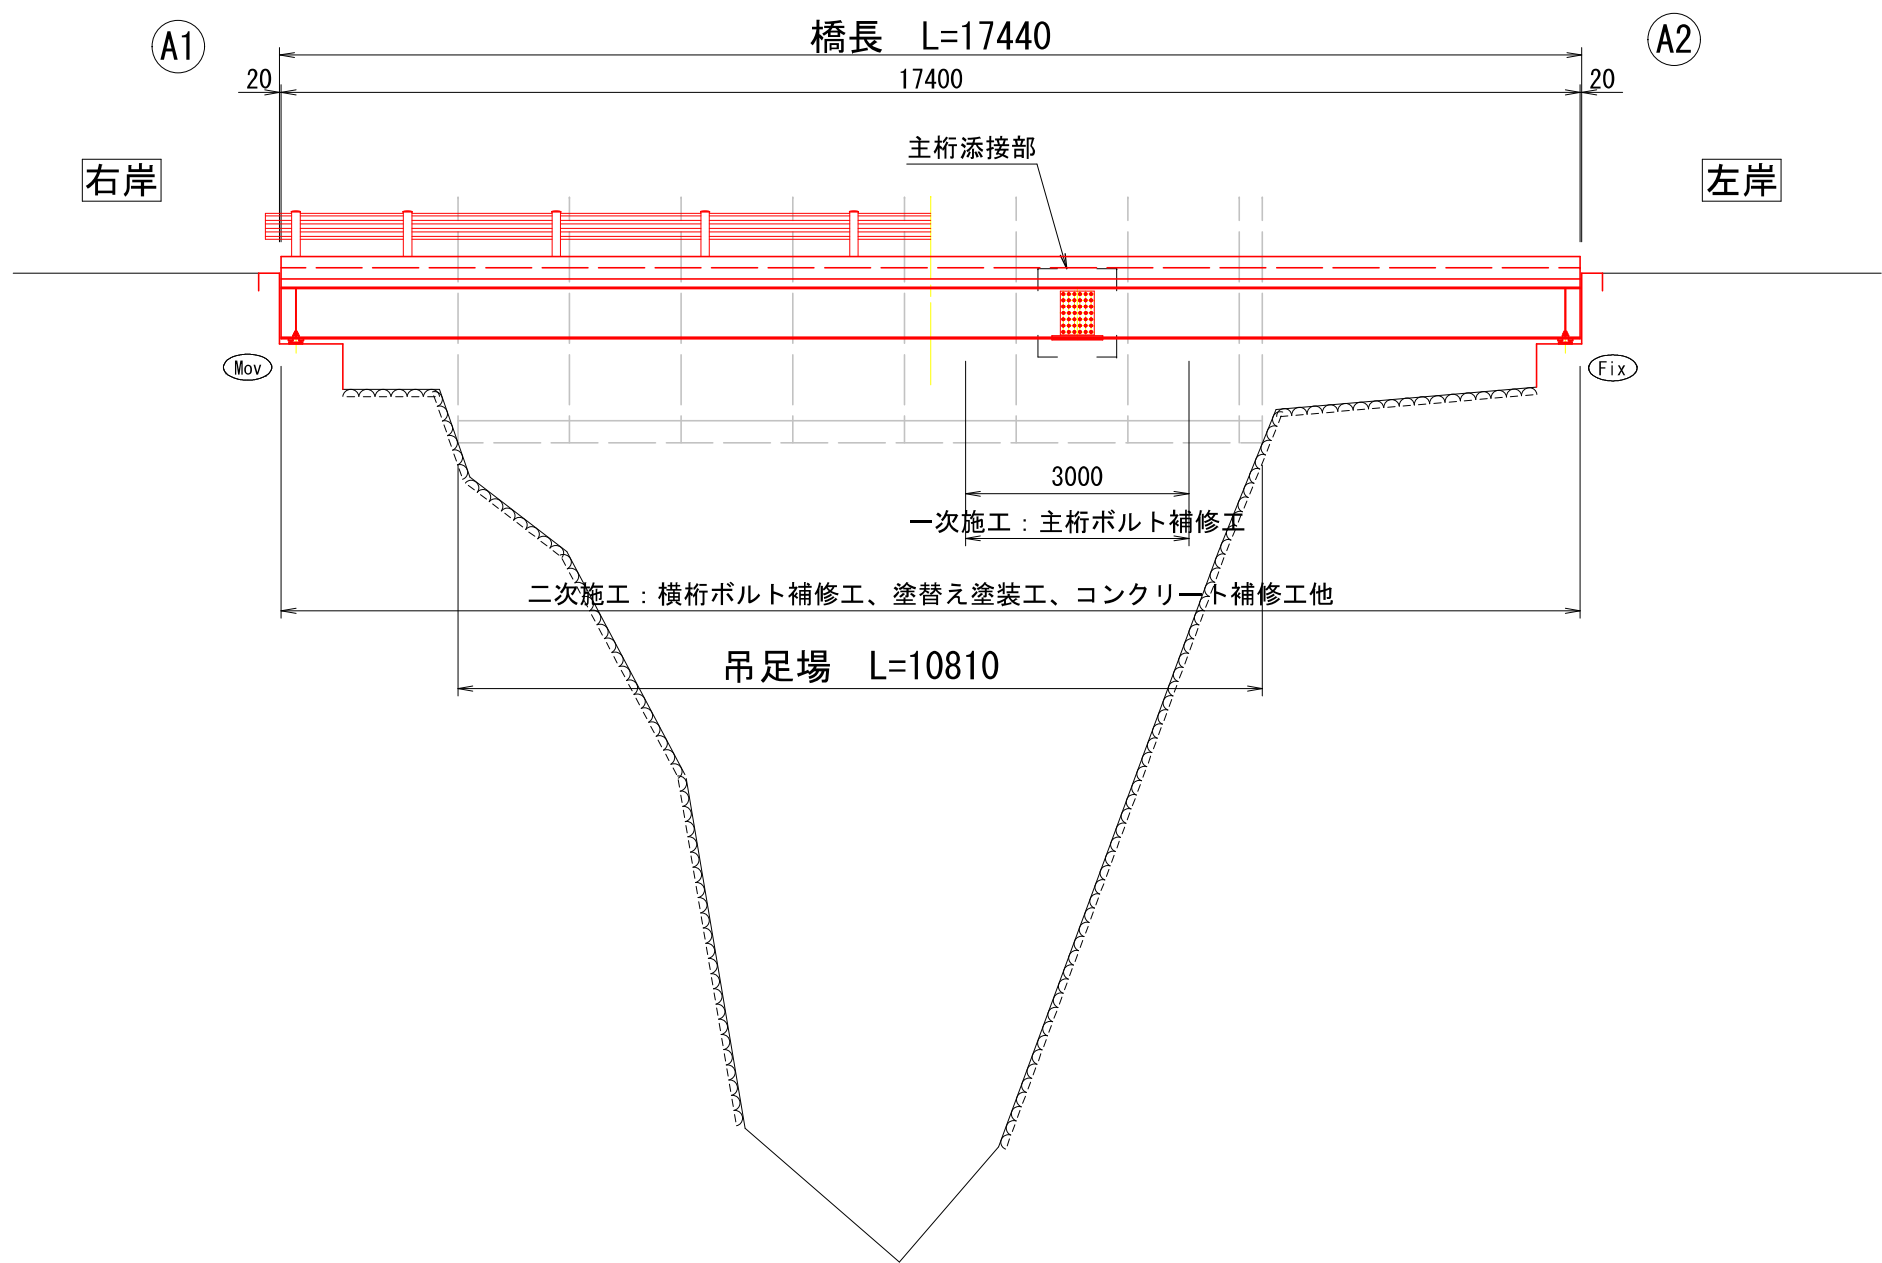 A1
橋長　L=17440
A2
20
17400
20
主桁添接部
右岸
左岸
Mov
Fix
3000
一次施工：主桁ボルト補修工
二次施工：横桁ボルト補修工、塗替え塗装工、コンクリート補修工他
吊足場　L=10810